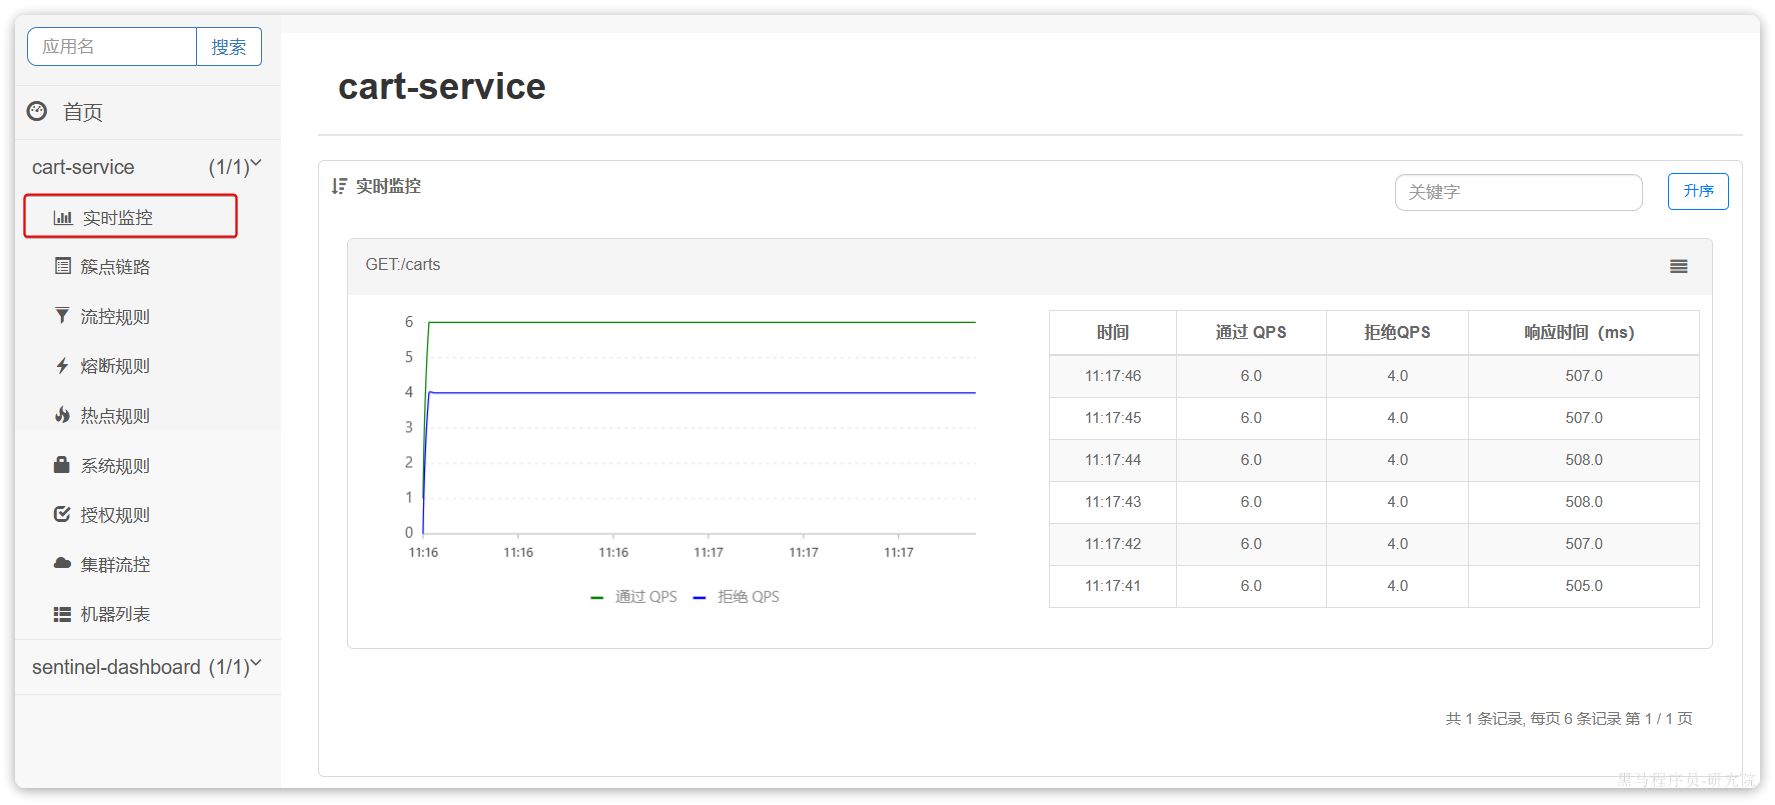 应用名 搜索
首页
cart-service (1/1)
实时监控
簇点链路
流控规则
熔断规则
热点规则
系统规则
授权规则
集群流控
机器列表
sentinel-dashboard (1/1)
cart-service
实时监控 关键字 升序
GET:/carts
6
5
4
3
2
1
0
11:16 11:16 11:16 11:17 11:17 11:17
通过 QPS 拒绝 QPS
时间 通过 QPS 拒绝QPS 响应时间（ms）
11:17:46 6.0 4.0 507.0
11:17:45 6.0 4.0 507.0
11:17:44 6.0 4.0 508.0
11:17:43 6.0 4.0 508.0
11:17:42 6.0 4.0 507.0
11:17:41 6.0 4.0 505.0
共 1 条记录, 每页 6 条记录 第 1 / 1 页
黑马程序员-研究院